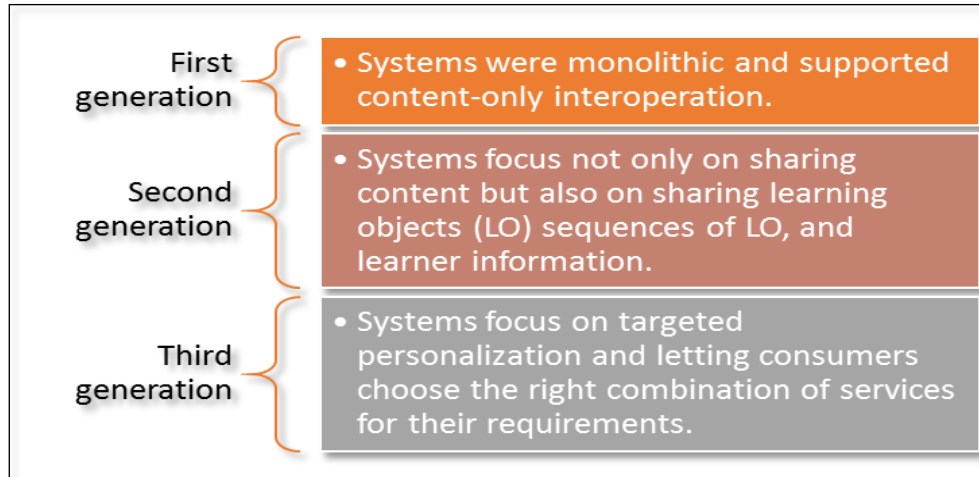 First
generation
• Systems were monolithic and supported
content-only interoperation.
Second
generation
• Systems focus not only on sharing
content but also on sharing learning
objects (LO) sequences of LO, and
learner information.
Third
generation
• Systems focus on targeted
personalization and letting consumers
choose the right combination of services
for their requirements.